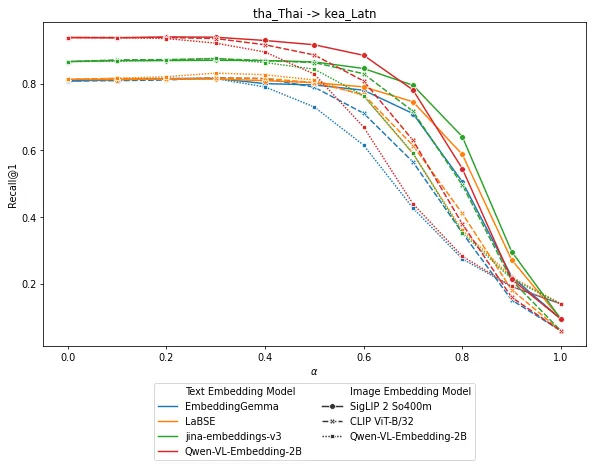 tha_Thai -> kea_Latn
Recall@1
0.8
0.6
0.4
0.2
0.0 0.2 0.4 0.6 0.8 1.0
α
Text Embedding Model Image Embedding Model
EmbeddingGemma SigLIP 2 So400m
LaBSE CLIP ViT-B/32
jina-embeddings-v3 Qwen-VL-Embedding-2B
Qwen-VL-Embedding-2B